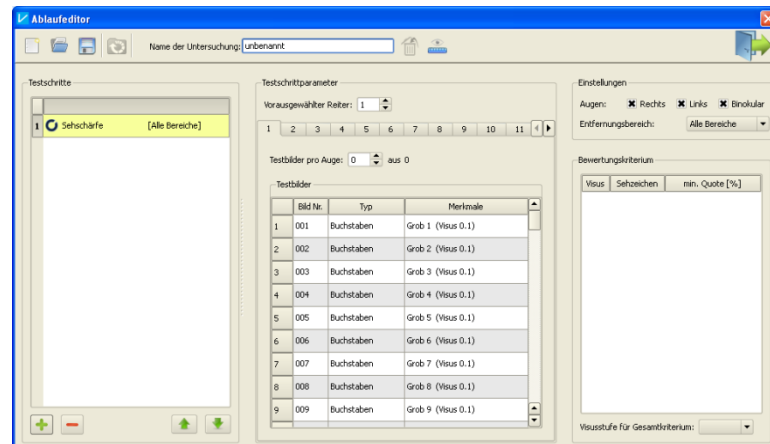 Ablaufeditor
Name der Untersuchung: unbenannt
Testschritte
1 Sehschärfe [Alle Bereiche]
Testschrittparameter
Vorausgewählter Reiter: 1
1 2 3 4 5 6 7 8 9 10 11
Testbilder pro Auge: 0 aus 0
Testbilder
Bild Nr. Typ Merkmale
1 001 Buchstaben Grob 1 (Visus 0.1)
2 002 Buchstaben Grob 2 (Visus 0.1)
3 003 Buchstaben Grob 3 (Visus 0.1)
4 004 Buchstaben Grob 4 (Visus 0.1)
5 005 Buchstaben Grob 5 (Visus 0.1)
6 006 Buchstaben Grob 6 (Visus 0.1)
7 007 Buchstaben Grob 7 (Visus 0.1)
8 008 Buchstaben Grob 8 (Visus 0.1)
9 009 Buchstaben Grob 9 (Visus 0.1)
Einstellungen
Augen: Rechts Links Binokular
Entfernungsbereich: Alle Bereiche
Bewertungskriterium
Visus Sehzeichen min. Quote [%]
Visusstufe für Gesamtkriterium: